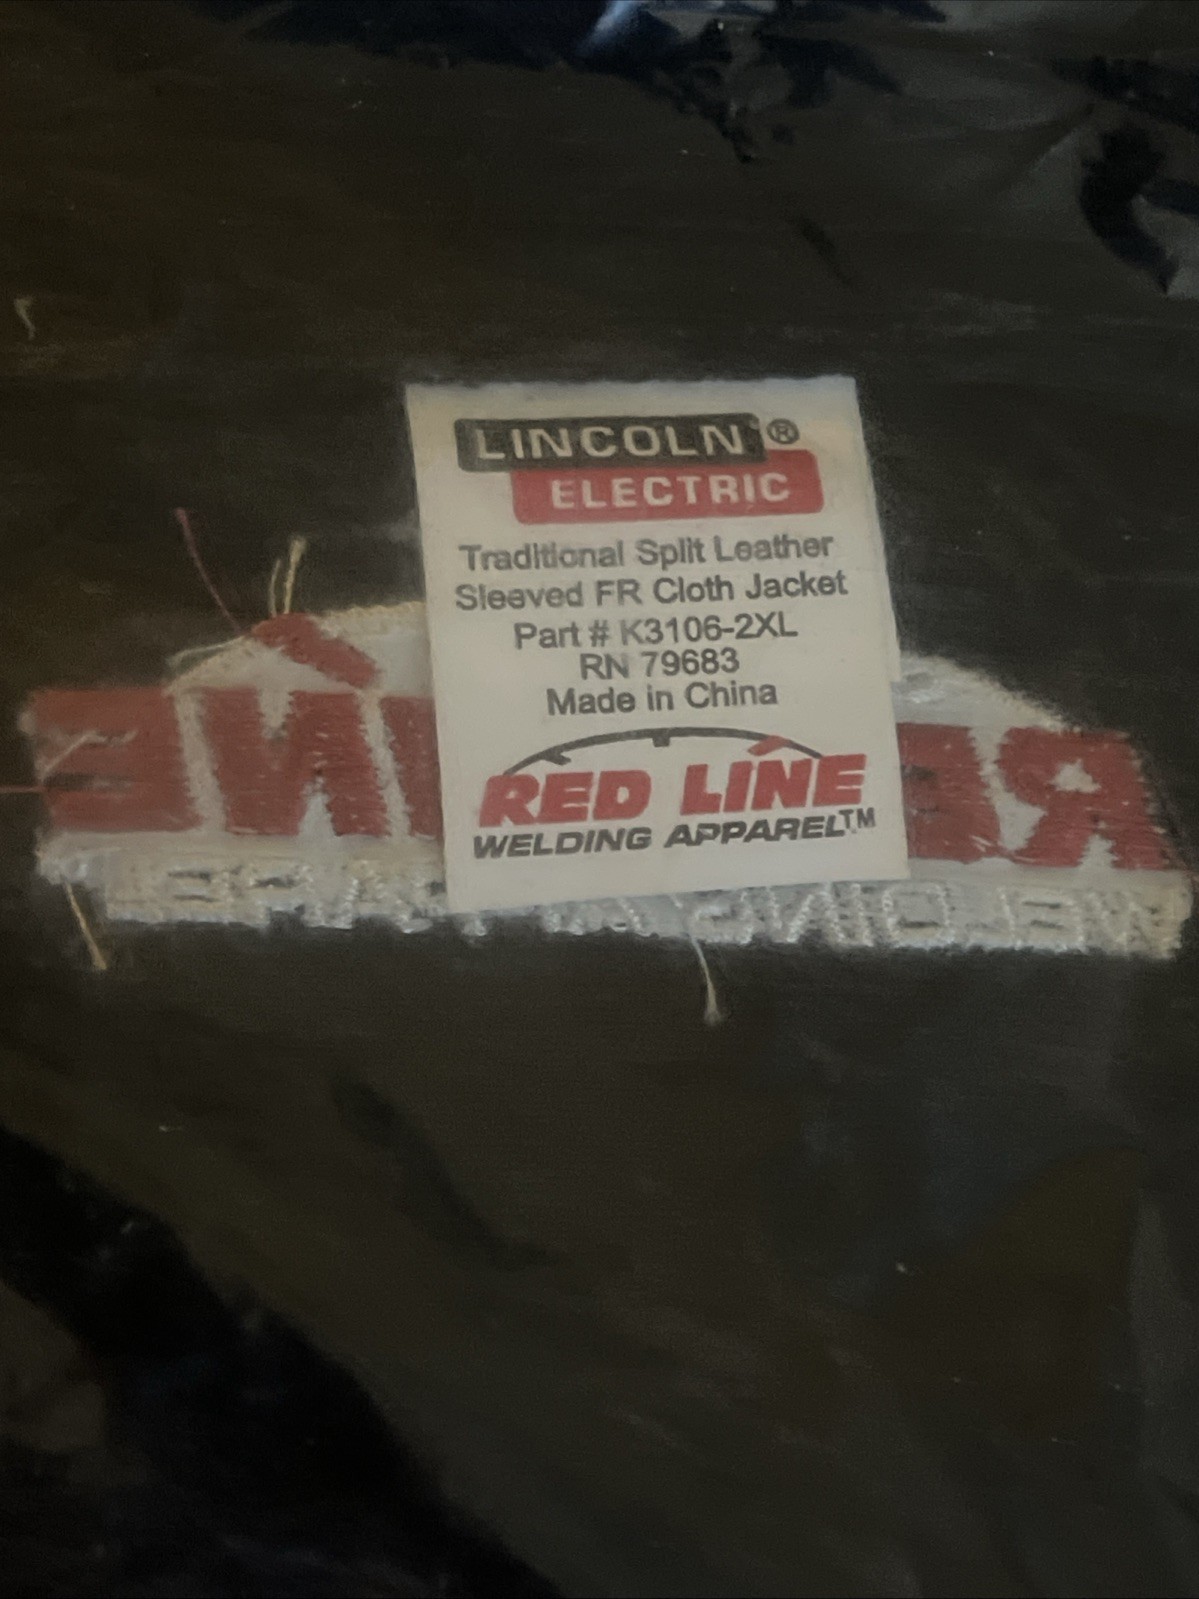 LINCOLN®
ELECTRIC
Traditional Split Leather
Sleeved FR Cloth Jacket
Part # K3106-2XL
RN 79683
Made in China
RED LINE
WELDING APPAREL™